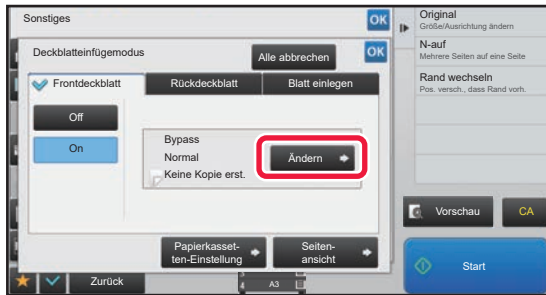 Sonstiges
OK
Deckblatteinfügemodus
Alle abbrechen
OK
Frontdeckblatt
Rückdeckblatt
Blatt einlegen
Off
On
Bypass
Normal
Keine Kopie erst.
Ändern
Papierkasset-
ten-Einstellung
Seiten-
ansicht
Zurück
4
A3
Original
Größe/Ausrichtung ändern
N-auf
Mehrere Seiten auf eine Seite
Rand wechseln
Pos. versch., dass Rand vorh.
Vorschau
CA
Start